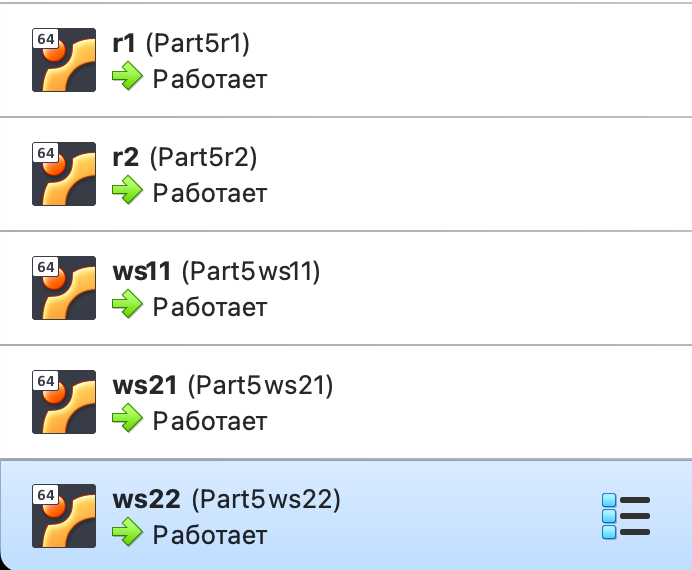 64
r1 (Part5r1)
Работает
64
r2 (Part5r2)
Работает
64
ws11 (Part5ws11)
Работает
64
ws21 (Part5ws21)
Работает
64
ws22 (Part5ws22)
Работает